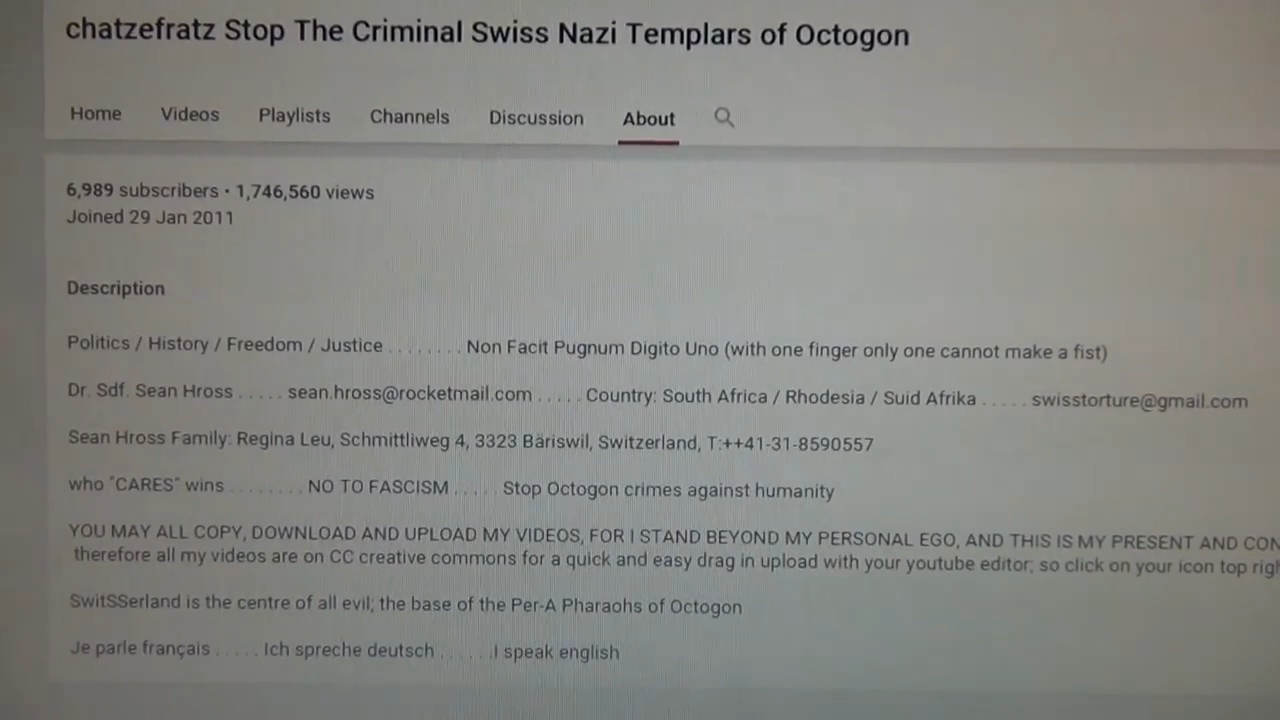 chatzefratz Stop The Criminal Swiss Nazi Templars of Octogon
Home Videos Playlists Channels Discussion About
6,989 subscribers • 1,746,560 views
Joined 29 Jan 2011
Description
Politics / History / Freedom / Justice . . . . . . . . Non Facit Pugnum Digito Uno (with one finger only one cannot make a fist)
Dr. Sdf. Sean Hross . . . . . sean.hross@rocketmail.com . . . . . Country: South Africa / Rhodesia / Suid Afrika . . . . . swisstorture@gmail.com
Sean Hross Family: Regina Leu, Schmittliweg 4, 3323 Bäriswil, Switzerland, T:++41-31-8590557
who "CARES" wins . . . . . . . . NO TO FASCISM . . . . . Stop Octogon crimes against humanity
YOU MAY ALL COPY, DOWNLOAD AND UPLOAD MY VIDEOS, FOR I STAND BEYOND MY PERSONAL EGO, AND THIS IS MY PRESENT AND CON
therefore all my videos are on CC creative commons for a quick and easy drag in upload with your youtube editor; so click on your icon top righ
SwitSSerland is the centre of all evil; the base of the Per-A Pharaohs of Octogon
Je parle français . . . . . Ich spreche deutsch . . . . . . I speak english